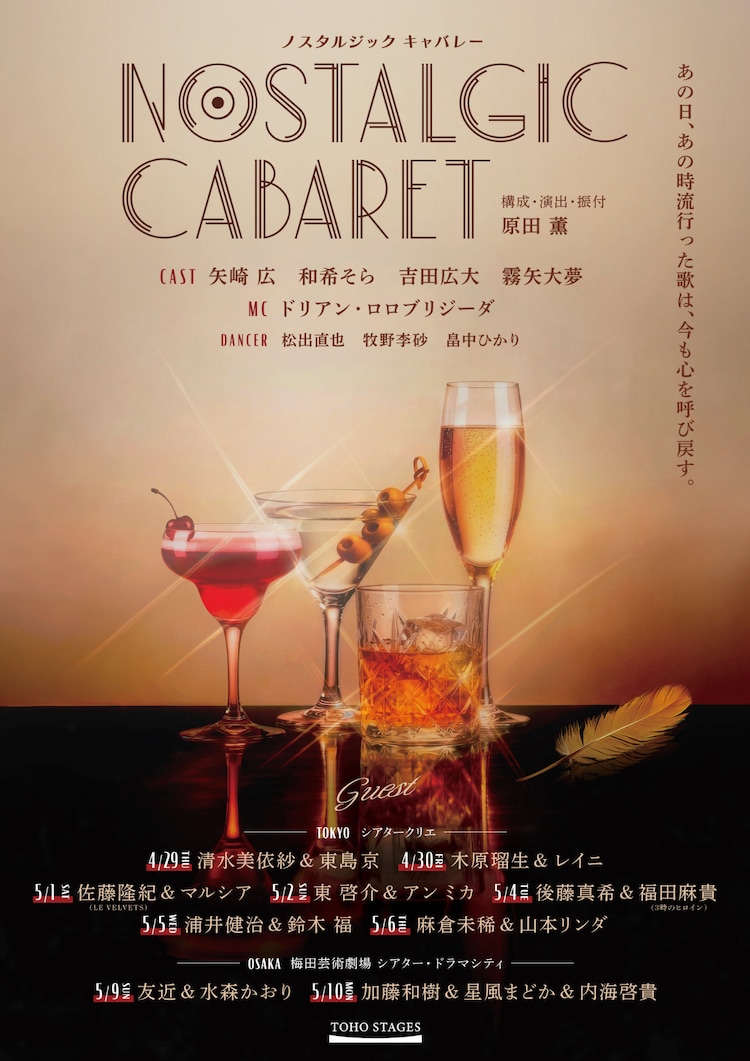 ノスタルジック キャバレー
NOSTALGIC
CABARET
構成・演出・振付
原田 薫
あの日、あの時流行った歌は、今も心を呼び戻す。
CAST 矢崎 広 和希そら 吉田広大 霧矢大夢
MC ドリアン・ロロブリジーダ
DANCER 松出直也 牧野李砂 畠中ひかり
Guest
TOKYO シアタークリエ
4/29 THU 清水美依紗&東島京 4/30 FRI 木原瑠生&レイニ
5/1 SAT 佐藤隆紀&マルシア 5/2 SUN 東 啓介&アンミカ 5/4 TUE 後藤真希&福田麻貴
(LE VELVETS) (3時のヒロイン)
5/5 WED 浦井健治&鈴木 福 5/6 THU 麻倉未稀&山本リンダ
OSAKA 梅田芸術劇場 シアター・ドラマシティ
5/9 SUN 友近&水森かおり 5/10 MON 加藤和樹&星風まどか&内海啓貴
TOHO STAGES